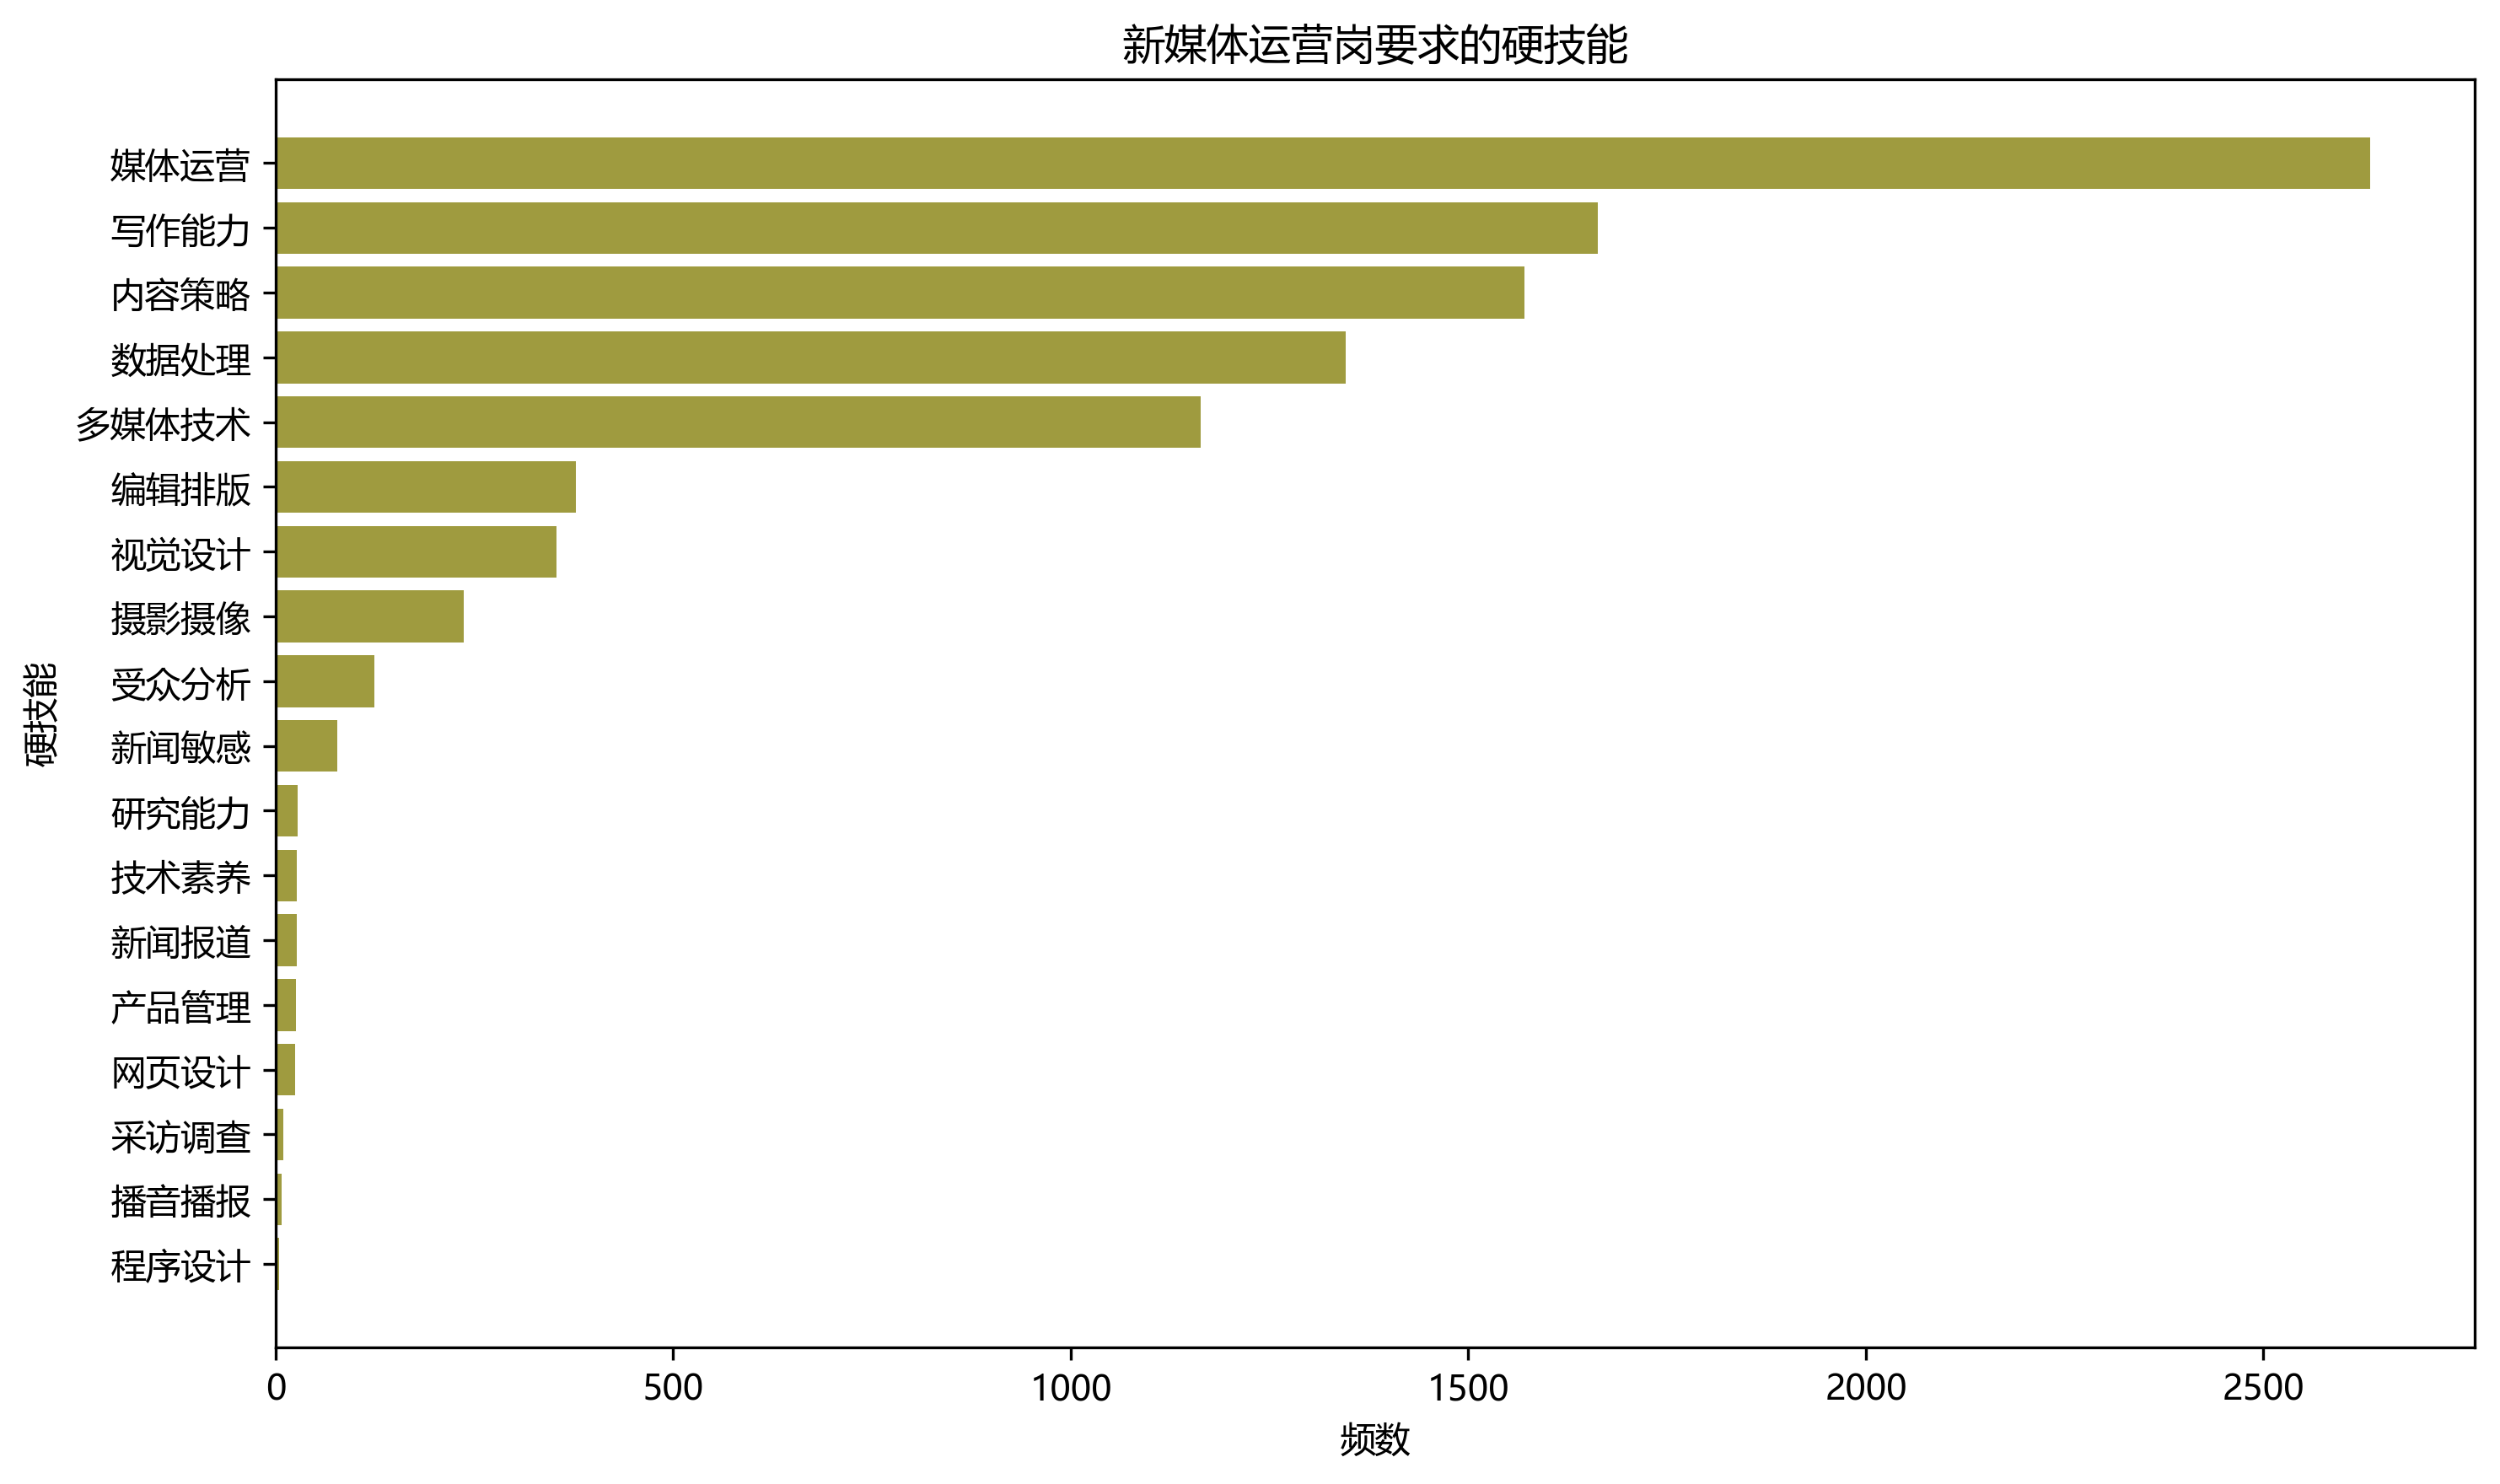 新媒体运营岗要求的硬技能
媒体运营
写作能力
内容策略
数据处理
多媒体技术
编辑排版
视觉设计
摄影摄像
受众分析
新闻敏感
研究能力
技术素养
新闻报道
产品管理
网页设计
采访调查
播音播报
程序设计
硬技能
0 500 1000 1500 2000 2500
频数